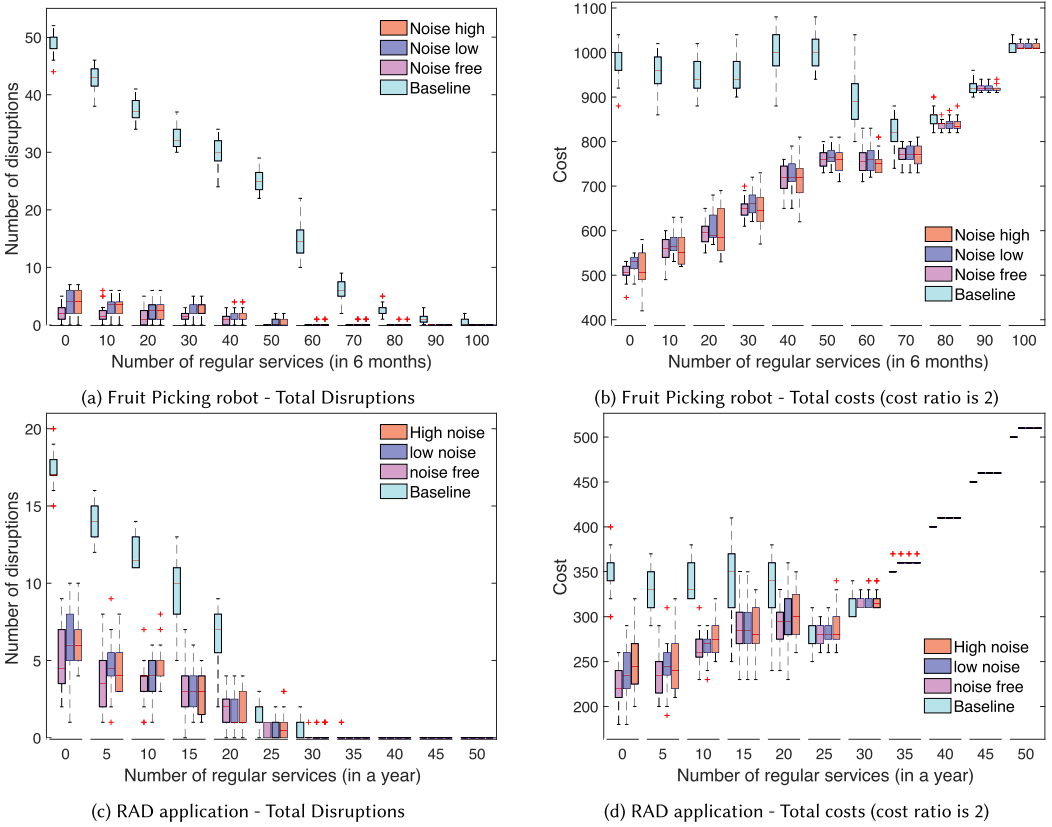 Number of disruptions
50
40
30
20
10
0
Noise high
Noise low
Noise free
Baseline
0 10 20 30 40 50 60 70 80 90 100
Number of regular services (in 6 months)
(a) Fruit Picking robot - Total Disruptions
Cost
1100
1000
900
800
700
600
500
400
Noise high
Noise low
Noise free
Baseline
0 10 20 30 40 50 60 70 80 90 100
Number of regular services (in 6 months)
(b) Fruit Picking robot - Total costs (cost ratio is 2)
Number of disruptions
20
15
10
5
0
High noise
low noise
noise free
Baseline
0 5 10 15 20 25 30 35 40 45 50
Number of regular services (in a year)
(c) RAD application - Total Disruptions
Cost
500
450
400
350
300
250
200
High noise
low noise
noise free
Baseline
0 5 10 15 20 25 30 35 40 45 50
Number of regular services (in a year)
(d) RAD application - Total costs (cost ratio is 2)